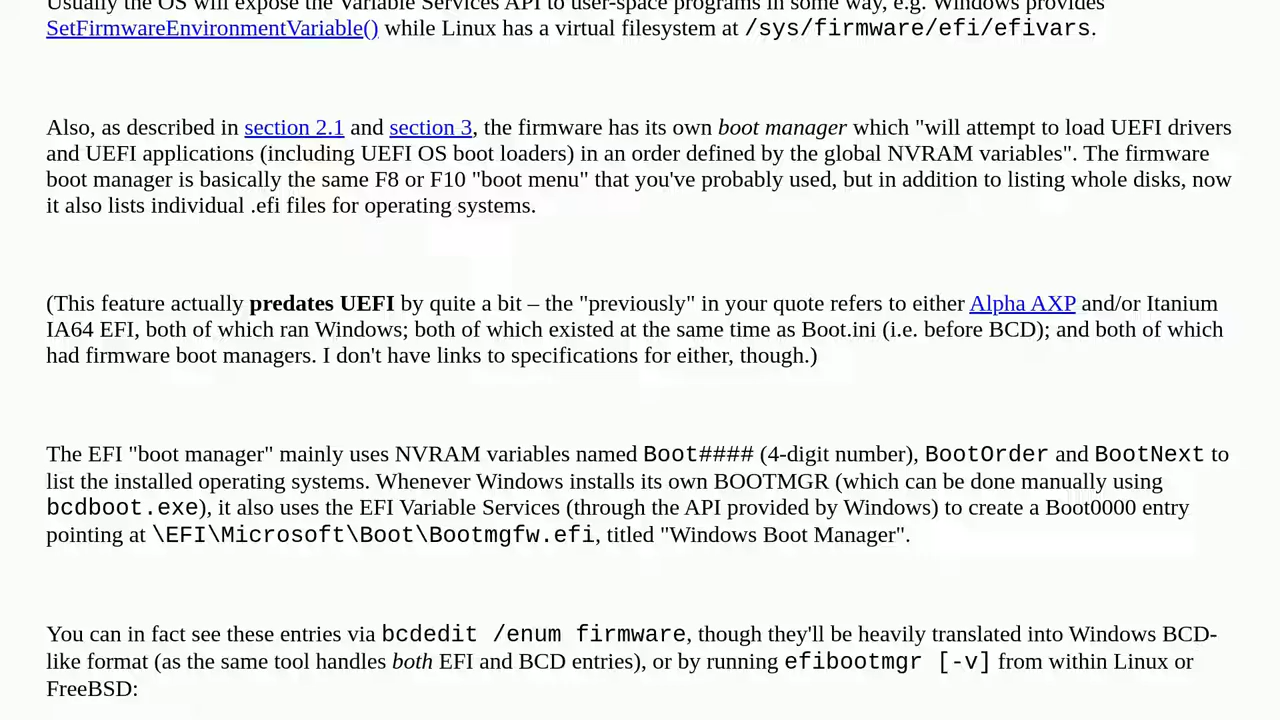 Usually the OS will expose the Variable Services API to user-space programs in some way, e.g. Windows provides
SetFirmwareEnvironmentVariable() while Linux has a virtual filesystem at /sys/firmware/efi/efivars.
Also, as described in section 2.1 and section 3, the firmware has its own boot manager which "will attempt to load UEFI drivers
and UEFI applications (including UEFI OS boot loaders) in an order defined by the global NVRAM variables". The firmware
boot manager is basically the same F8 or F10 "boot menu" that you've probably used, but in addition to listing whole disks, now
it also lists individual .efi files for operating systems.
(This feature actually predates UEFI by quite a bit – the "previously" in your quote refers to either Alpha AXP and/or Itanium
IA64 EFI, both of which ran Windows; both of which existed at the same time as Boot.ini (i.e. before BCD); and both of which
had firmware boot managers. I don't have links to specifications for either, though.)
The EFI "boot manager" mainly uses NVRAM variables named Boot#### (4-digit number), BootOrder and BootNext to
list the installed operating systems. Whenever Windows installs its own BOOTMGR (which can be done manually using
bcdboot.exe), it also uses the EFI Variable Services (through the API provided by Windows) to create a Boot0000 entry
pointing at \EFI\Microsoft\Boot\Bootmgfw.efi, titled "Windows Boot Manager".
You can in fact see these entries via bcdedit /enum firmware, though they'll be heavily translated into Windows BCD-
like format (as the same tool handles both EFI and BCD entries), or by running efibootmgr [-v] from within Linux or
FreeBSD: